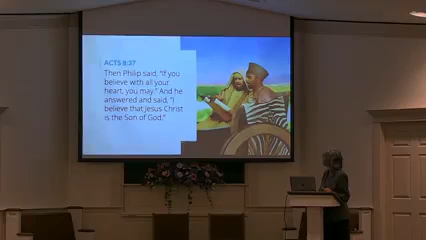 ACTS 8:37
Then Philip said, "If you
believe with all your
heart, you may." And he
answered and said, "I
believe that Jesus Christ
is the Son of God."